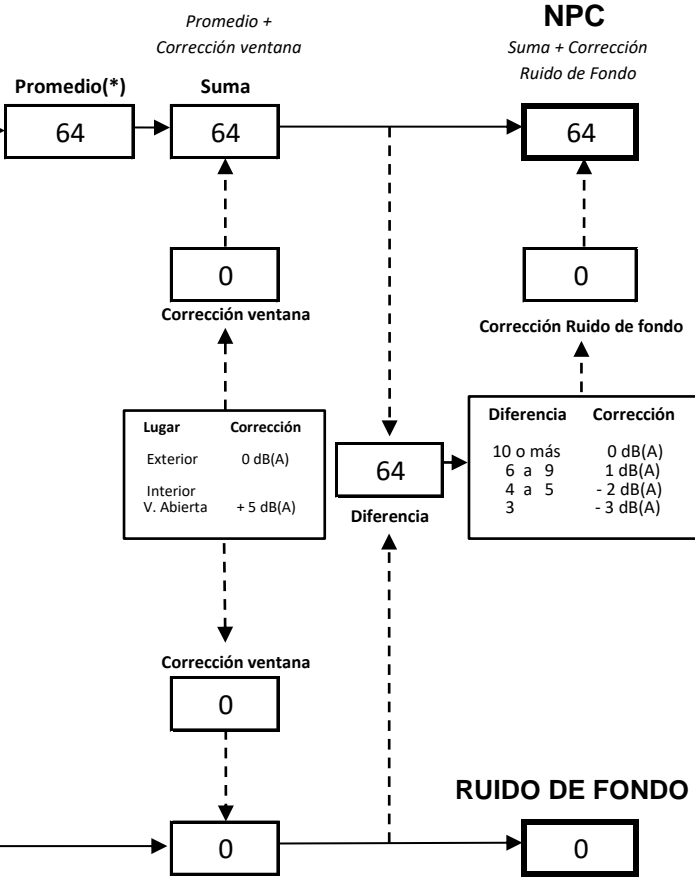 Promedio +
Corrección ventana
NPC
Suma + Corrección
Ruido de Fondo
Promedio(*)
Suma
64
64
64
0
Corrección ventana
0
Corrección Ruido de fondo
Lugar Corrección
Exterior 0 dB(A)
Interior
V. Abierta + 5 dB(A)
64
Diferencia
Diferencia Corrección
10 o más 0 dB(A)
6 a 9 1 dB(A)
4 a 5 - 2 dB(A)
3 - 3 dB(A)
Corrección ventana
0
RUIDO DE FONDO
0
0